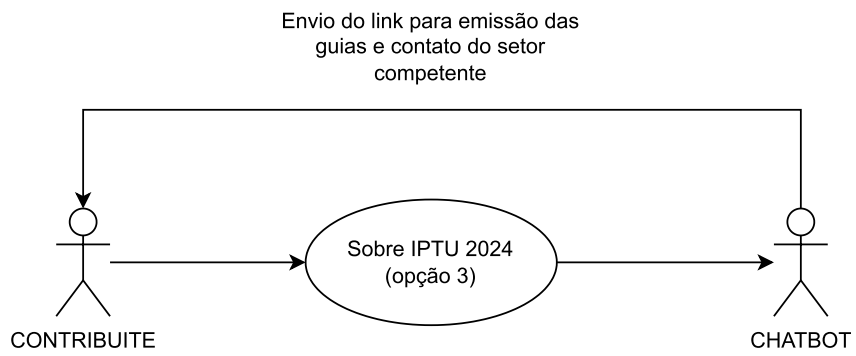 Envio do link para emissão das
guias e contato do setor
competente
Sobre IPTU 2024
(opção 3)
CONTRIBUITE
CHATBOT